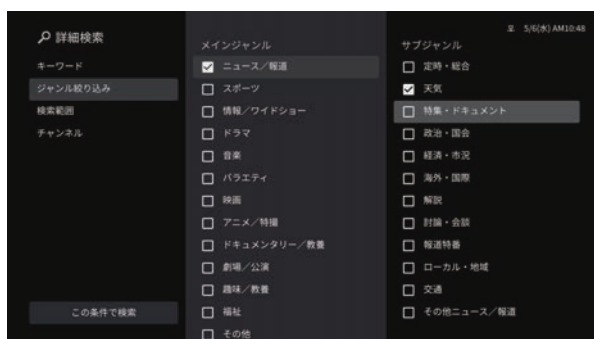 詳細検索
キーワード
ジャンル絞り込み
検索範囲
チャンネル
この条件で検索
メインジャンル
ニュース／報道
スポーツ
情報／ワイドショー
ドラマ
音楽
バラエティ
映画
アニメ／特撮
ドキュメンタリー／教養
劇場／公演
趣味／教養
福祉
その他
5/6(水) AM10:48
サブジャンル
定時・総合
天気
特集・ドキュメント
政治・国会
経済・市況
海外・国際
解説
討論・会談
報道特番
ローカル・地域
交通
その他ニュース／報道